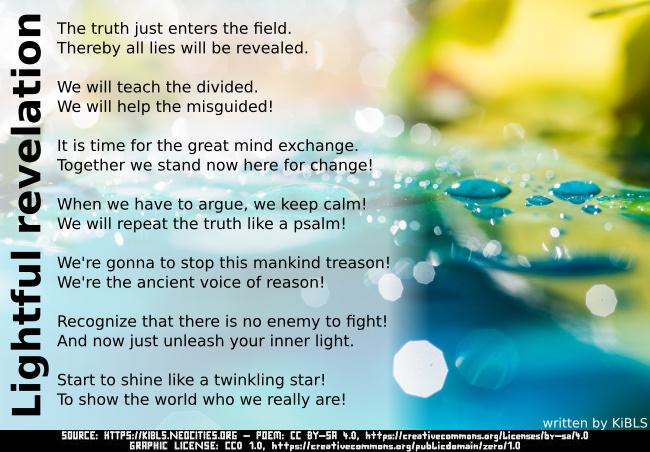 Lightful revelation
The truth just enters the field.
Thereby all lies will be revealed.
We will teach the divided.
We will help the misguided!
It is time for the great mind exchange.
Together we stand now here for change!
When we have to argue, we keep calm!
We will repeat the truth like a psalm!
We're gonna to stop this mankind treason!
We're the ancient voice of reason!
Recognize that there is no enemy to fight!
And now just unleash your inner light.
Start to shine like a twinkling star!
To show the world who we really are!
written by KiBLS
SOURCE: HTTPS://KIBLS.NEOCITIES.ORG – POEM: CC BY-SA 4.0, https://creativecommons.org/licenses/by-sa/4.0
GRAPHIC LICENSE: CC0 1.0, https://creativecommons.org/publicdomain/zero/1.0